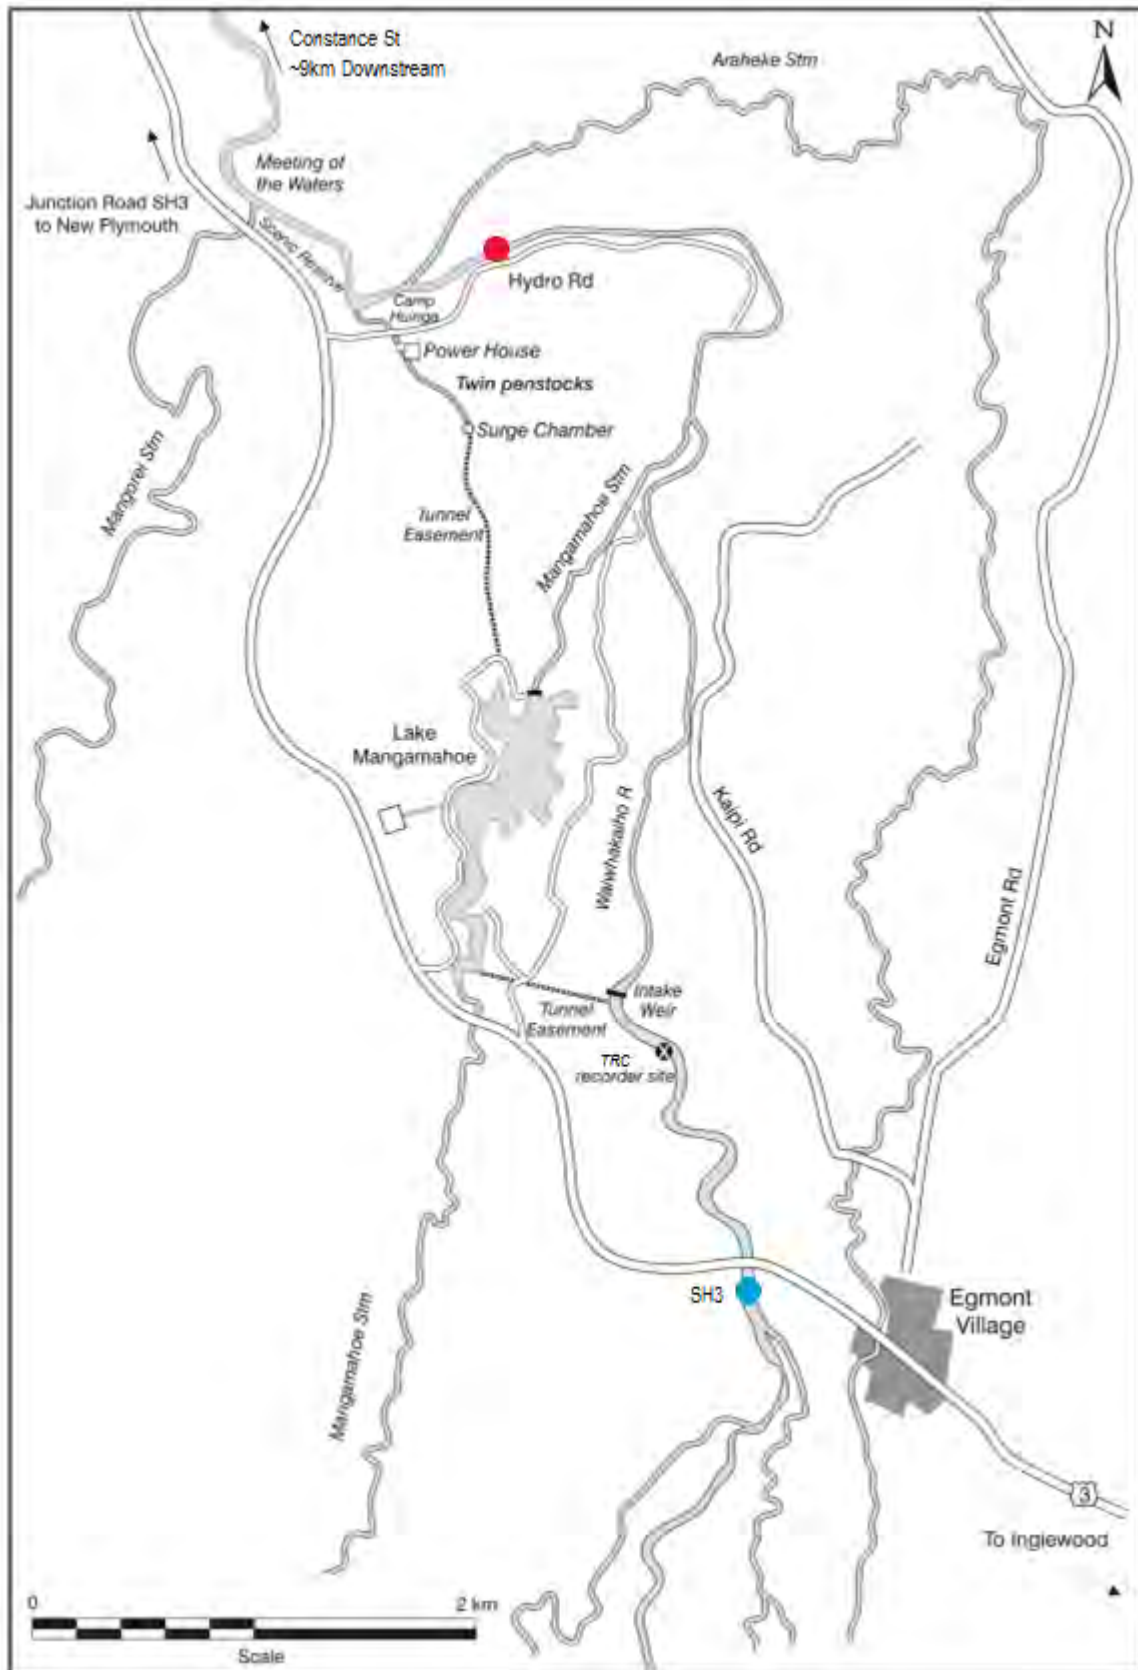 Constance St
~9km Downstream
Araheke Stm
N
Meeting of
the Waters
Junction Road SH3
to New Plymouth
Scenic Reserve
Hydro Rd
Camp
Huinga
Power House
Twin penstocks
Surge Chamber
Mangorei Stm
Tunnel
Easement
Mangamahoe Stm
Lake
Mangamahoe
Kaipi Rd
Waiwhakaiho R
Egmont Rd
Intake
Weir
Tunnel
Easement
TRC
recorder site
SH3
Egmont
Village
Mangamahoe Stm
3
To Inglewood
0
2 km
Scale